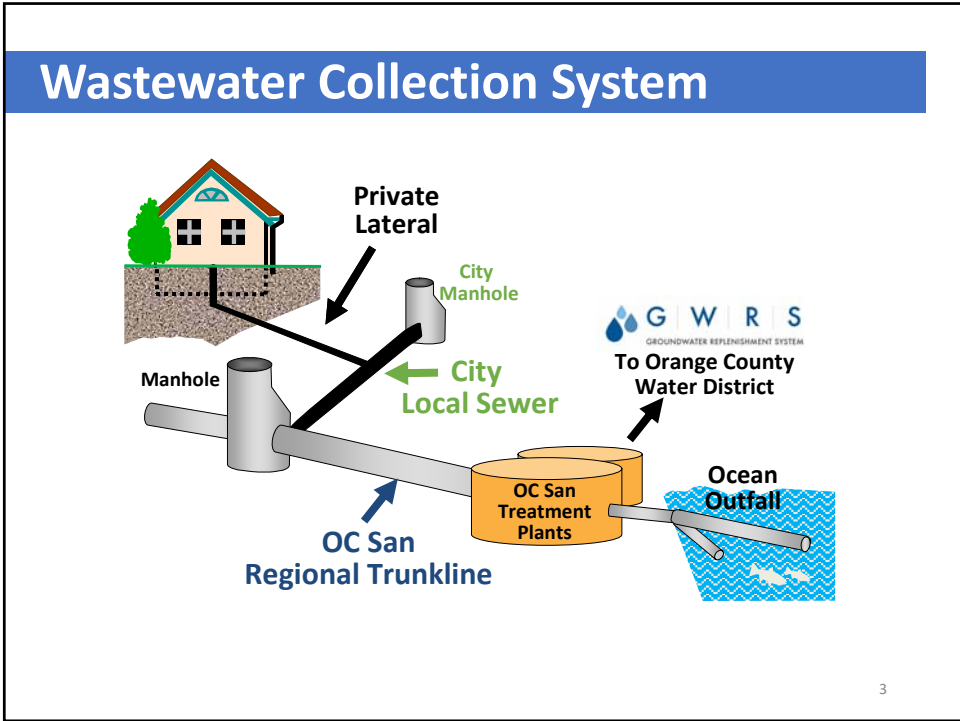 Wastewater Collection System
Private
Lateral
City
Manhole
G | W | R | S
GROUNDWATER REPLENISHMENT SYSTEM
To Orange County
Water District
Manhole
City
Local Sewer
OC San
Treatment
Plants
Ocean
Outfall
OC San
Regional Trunkline
3